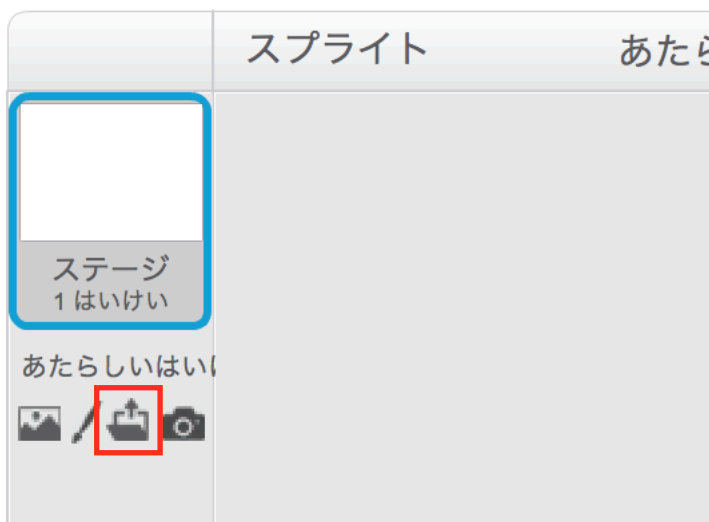 スプライト
あたら
ステージ
1 はいけい
あたらしいはい